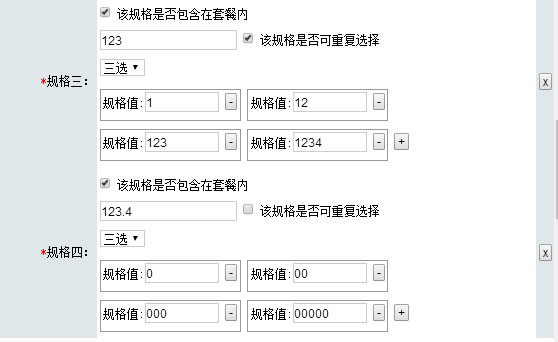 该规格是否包含在套餐内
123 该规格是否可重复选择
三选
*规格三: x
规格值: 1 - 规格值: 12 -
规格值: 123 - 规格值: 1234 - +
该规格是否包含在套餐内
123.4 该规格是否可重复选择
三选
*规格四: x
规格值: 0 - 规格值: 00 -
规格值: 000 - 规格值: 00000 - +